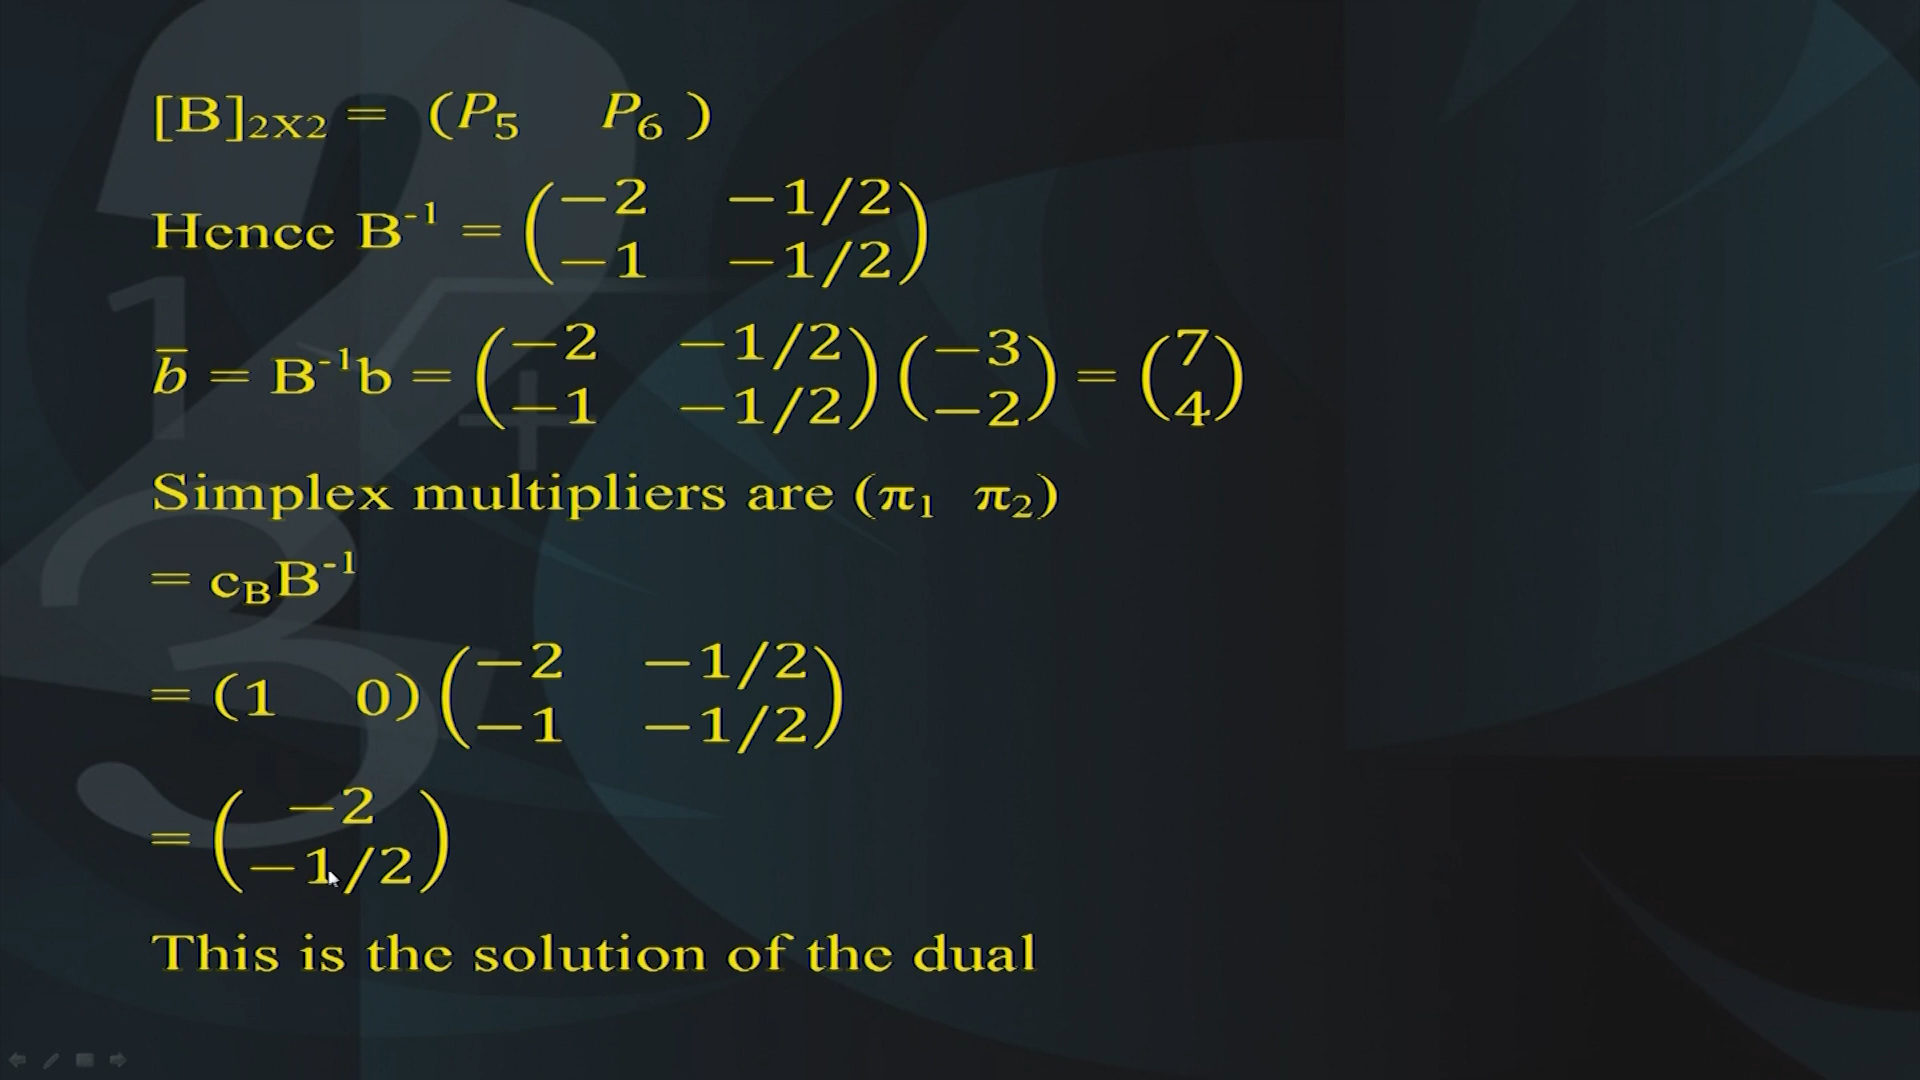 [B]₂ₓ₂ = (P₅ P₆ )
Hence B⁻¹ = (−2 −1/2
−1 −1/2)
b̅ = B⁻¹b = (−2 −1/2
−1 −1/2) (−3
−2) = (7
4)
Simplex multipliers are (π₁ π₂)
= c_B B⁻¹
= (1 0) (−2 −1/2
−1 −1/2)
= (−2
−1/2)
This is the solution of the dual